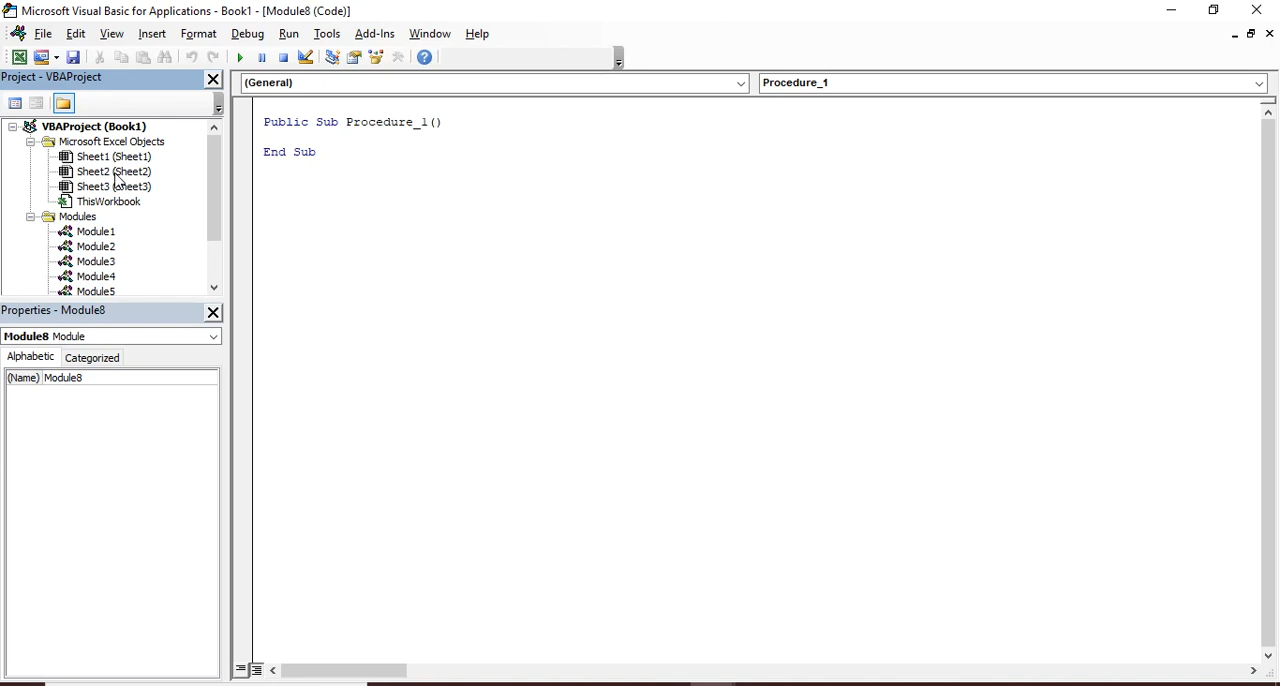 Microsoft Visual Basic for Applications - Book1 - [Module8 (Code)]
File Edit View Insert Format Debug Run Tools Add-Ins Window Help
Project - VBAProject
(General)
Procedure_1
VBAProject (Book1)
Microsoft Excel Objects
Sheet1 (Sheet1)
Sheet2 (Sheet2)
Sheet3 (Sheet3)
ThisWorkbook
Modules
Module1
Module2
Module3
Module4
Module5
Public Sub Procedure_1()
End Sub
Properties - Module8
Module8 Module
Alphabetic Categorized
(Name) Module8